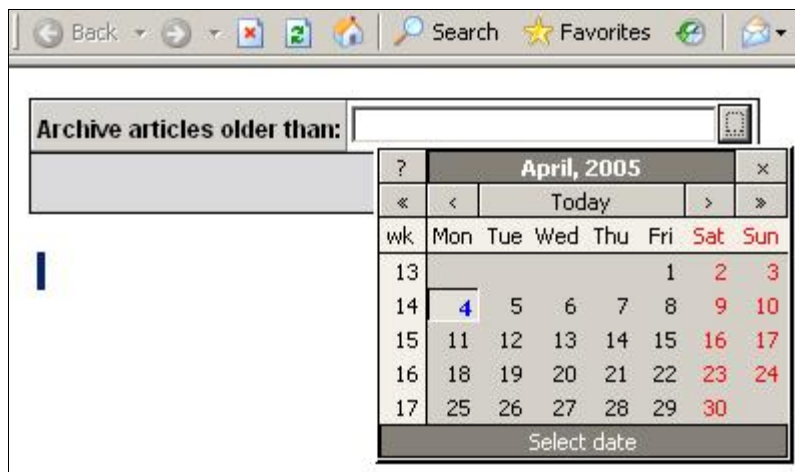 Back Search Favorites
Archive articles older than:
? April, 2005 ×
« ‹ Today › »
wk Mon Tue Wed Thu Fri Sat Sun
13 1 2 3
14 4 5 6 7 8 9 10
15 11 12 13 14 15 16 17
16 18 19 20 21 22 23 24
17 25 26 27 28 29 30
Select date